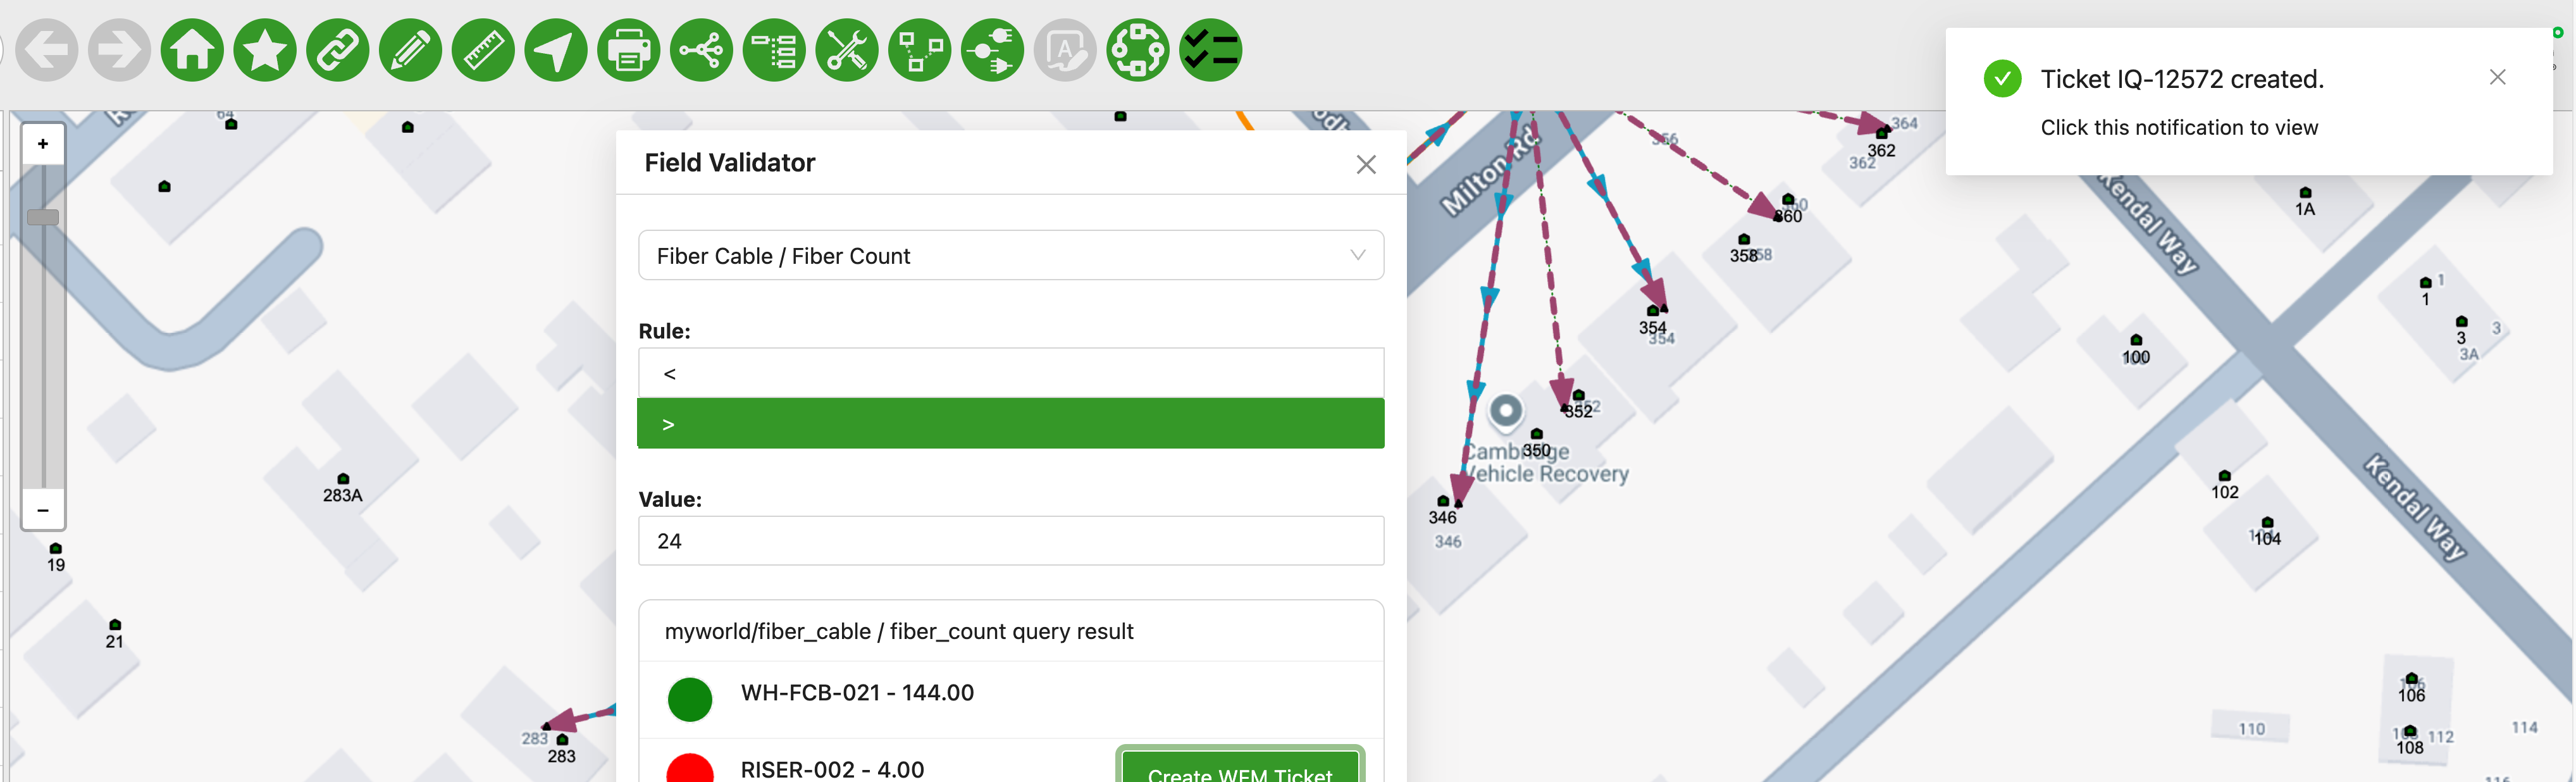 Ticket IQ-12572 created.
Click this notification to view
Field Validator
Fiber Cable / Fiber Count
Rule:
<
>
Value:
24
myworld/fiber_cable / fiber_count query result
WH-FCB-021 - 144.00
RISER-002 - 4.00
Create WFM Ticket
+
−
A
64
283A
19
21
283
283
Milton Rd
356
364
362
362
360
358
354
354
352
350
Cambridge
Vehicle Recovery
346
346
Kendal Way
Kendal Way
1A
1
1
3
3
3A
100
102
104
106
108
110
112
114
116